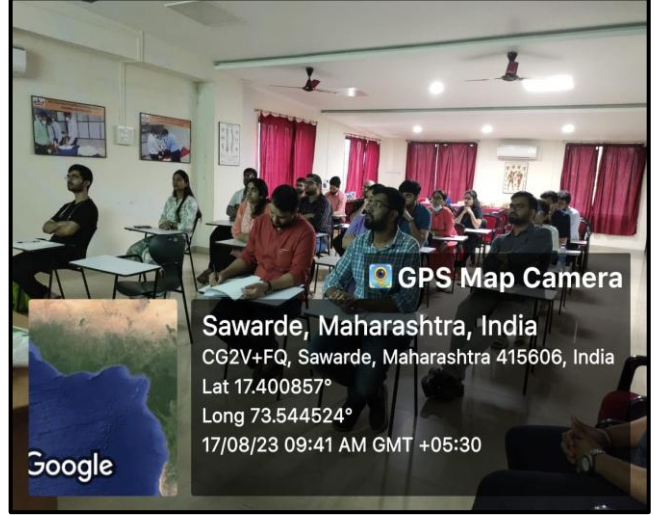 GPS Map Camera
Sawarde, Maharashtra, India
CG2V+FQ, Sawarde, Maharashtra 415606, India
Lat 17.400857°
Long 73.544524°
17/08/23 09:41 AM GMT +05:30
Google